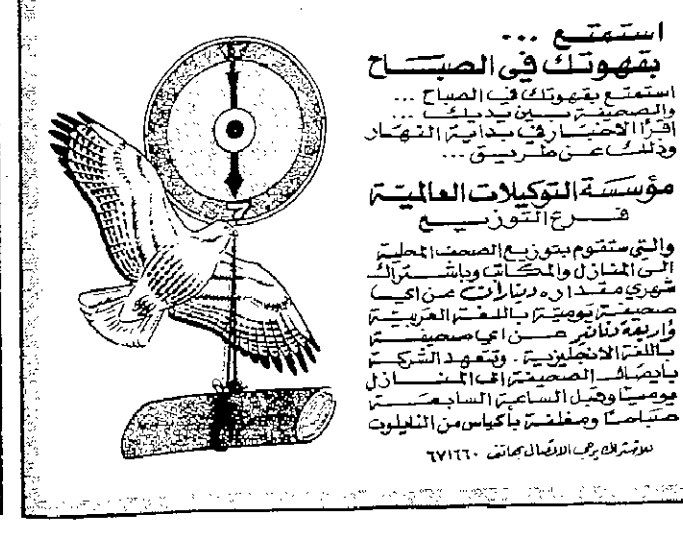 استمتع ...
بقهوتك في الصباح
استمتع بقهوتك في الصباح ...
والصحيفة بين يديك ...
اقرأ الاخبار في بداية النهار
وذلك عن طريق ...
مؤسسة التوكيلات العالمية
فرع التوزيع
والتي ستقوم بتوزيع الصحف المحلية
الى المنازل والمكاتب وباشتراك
شهري مقداره ديناران عن اي
صحيفة يومية باللغة العربية
وأربعة دنانير عن اي صحيفة
باللغة الانجليزية . وتتعهد الشركة
بايصال الصحيفة الى المنازل
يوميا وقبل الساعة السابعة
صباحا ومغلفة بأكياس من النايلون
للاشتراك يرجى الاتصال بهاتف ٦٧١٦٦٠